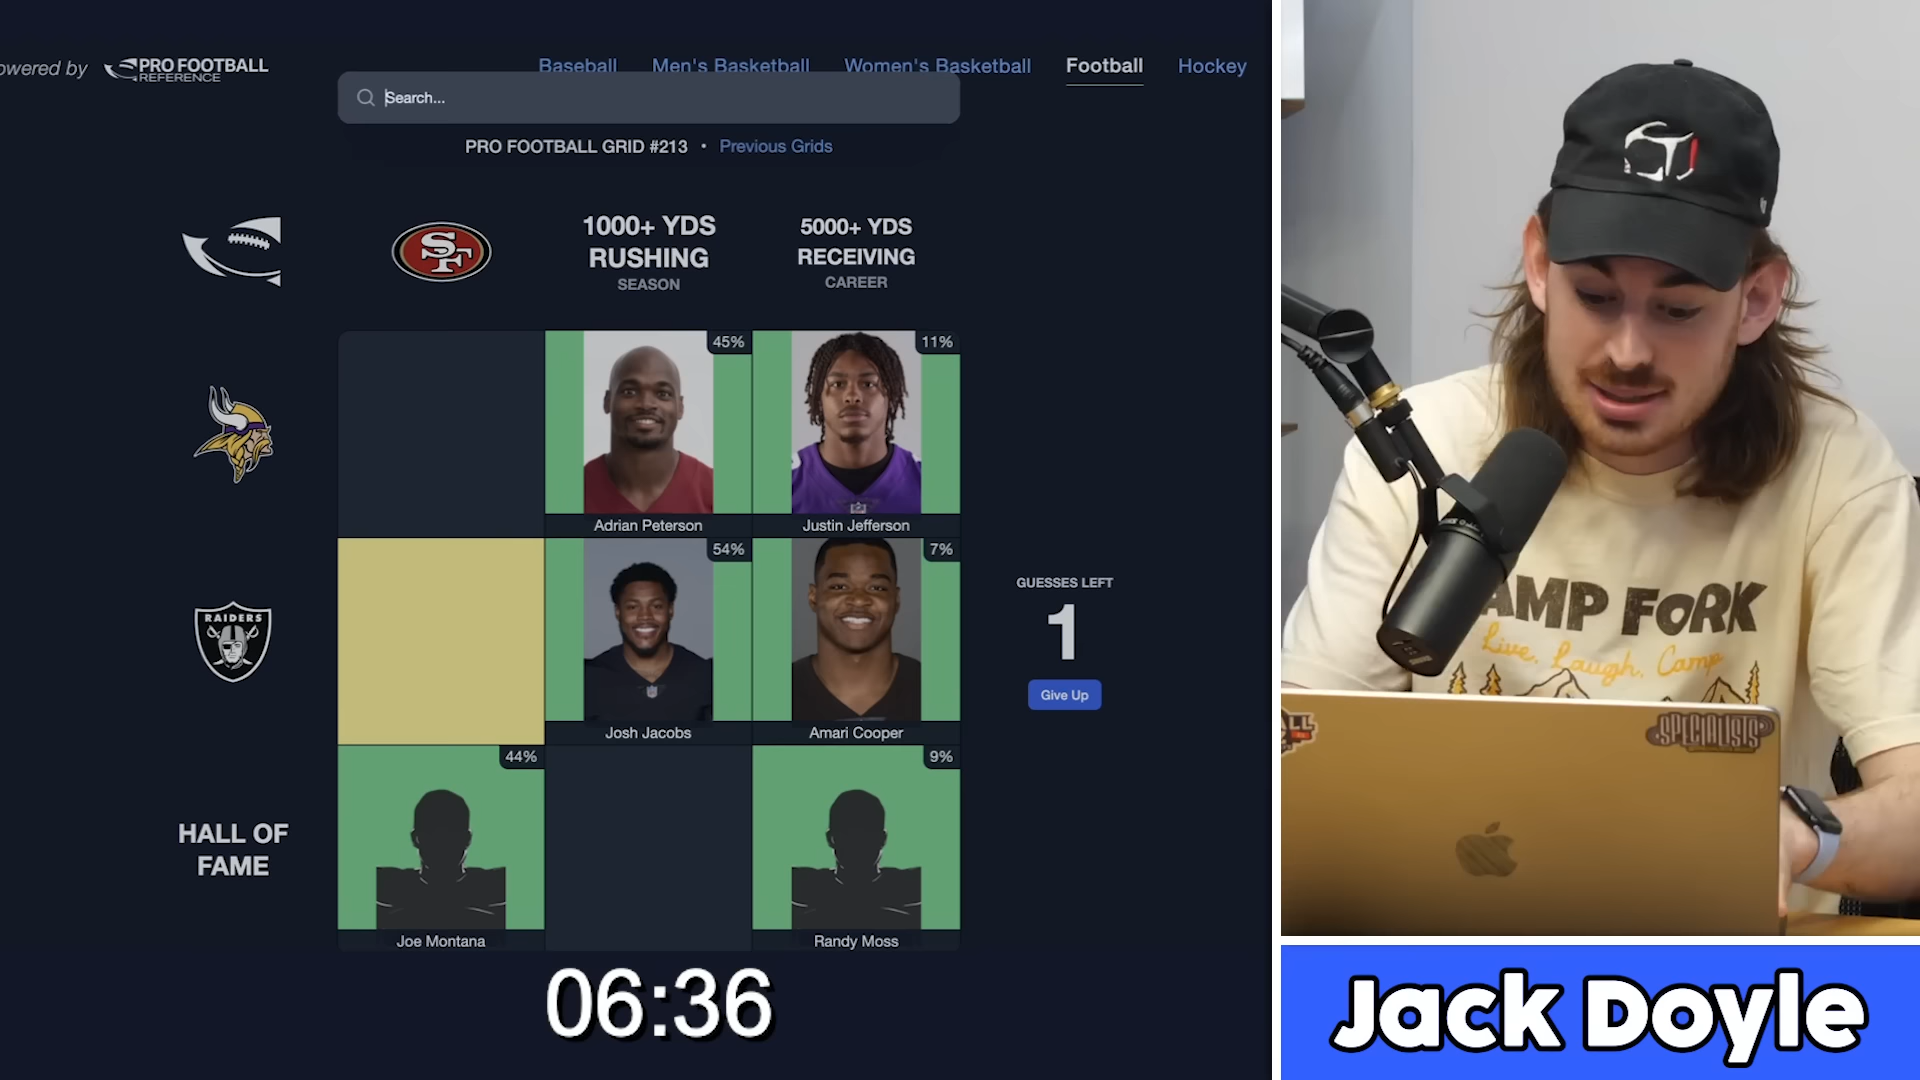 owered by PRO FOOTBALL REFERENCE
Baseball Men's Basketball Women's Basketball Football Hockey
Search...
PRO FOOTBALL GRID #213 • Previous Grids
SF
1000+ YDS
RUSHING
SEASON
5000+ YDS
RECEIVING
CAREER
45%
11%
Adrian Peterson
Justin Jefferson
RAIDERS
54%
7%
Josh Jacobs
Amari Cooper
GUESSES LEFT
1
Give Up
HALL OF
FAME
44%
9%
Joe Montana
Randy Moss
06:36
AMP FORK
Live, Laugh, Camp
SPECIALISTS
Jack Doyle